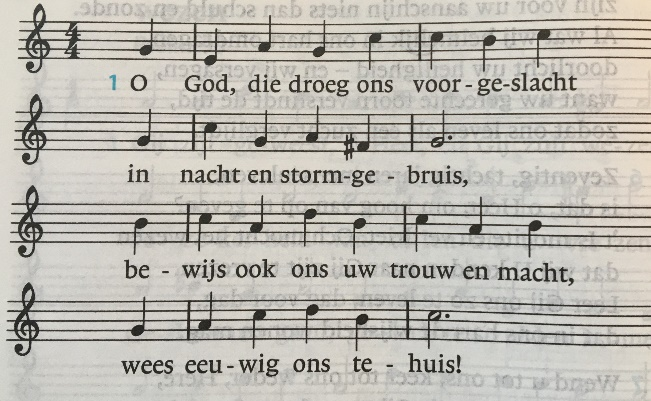 1 O God, die droeg ons voor-ge-slacht
in nacht en storm-ge-bruis,
be-wijs ook ons uw trouw en macht,
wees eeu-wig ons te-huis!